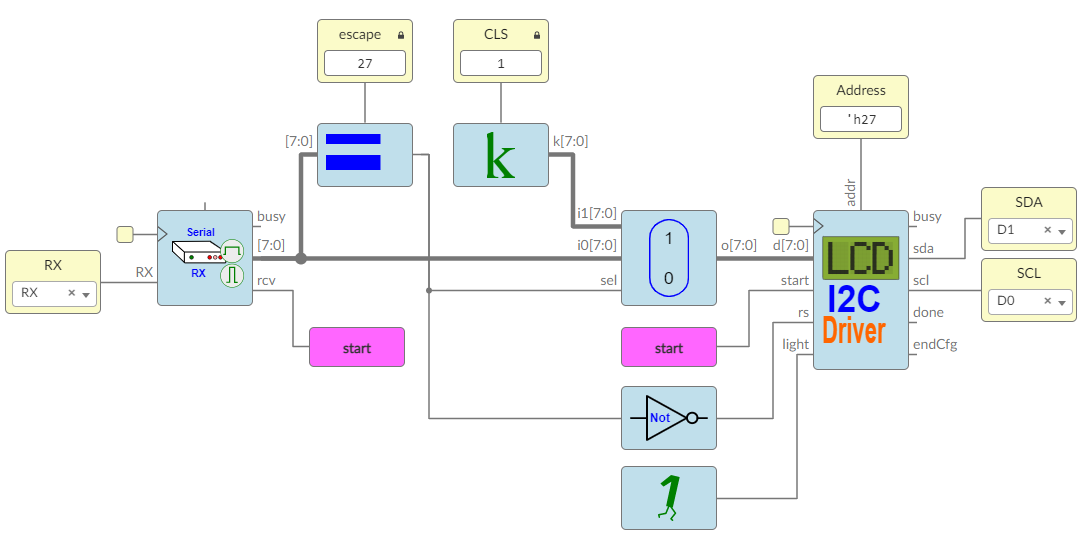 escape
27
CLS
1
Address
'h27
[7:0]
k
k[7:0]
addr
SDA
D1
busy
Serial
RX
[7:0]
RX
rcv
RX
RX
i1[7:0]
i0[7:0]
sel
1
0
o[7:0]
d[7:0]
start
rs
light
LCD
I2C
Driver
busy
sda
scl
done
endCfg
SCL
D0
start
start
Not
1